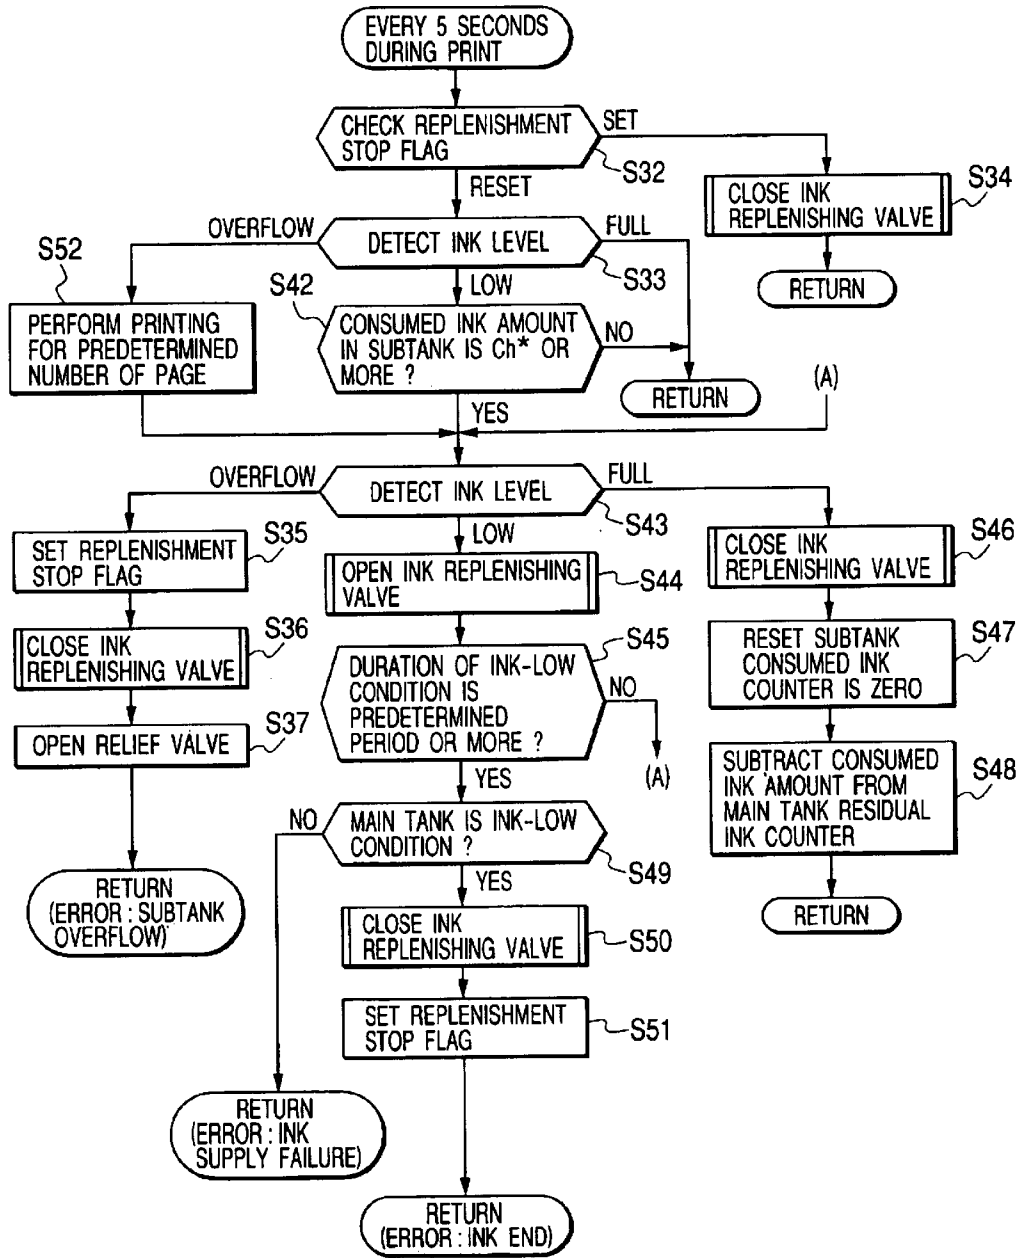 EVERY 5 SECONDS
DURING PRINT
CHECK REPLENISHMENT
STOP FLAG
SET
S32
RESET
CLOSE INK
REPLENISHING VALVE
S34
RETURN
OVERFLOW
DETECT INK LEVEL
FULL
S33
LOW
S52
PERFORM PRINTING
FOR PREDETERMINED
NUMBER OF PAGE
S42
CONSUMED INK AMOUNT
IN SUBTANK IS Ch* OR
MORE ?
NO
RETURN
YES
(A)
OVERFLOW
DETECT INK LEVEL
FULL
S43
LOW
SET REPLENISHMENT
STOP FLAG
S35
CLOSE INK
REPLENISHING VALVE
S36
OPEN RELIEF VALVE
S37
RETURN
(ERROR : SUBTANK
OVERFLOW)
OPEN INK REPLENISHING
VALVE
S44
S45
DURATION OF INK-LOW
CONDITION IS
PREDETERMINED
PERIOD OR MORE ?
NO
(A)
YES
NO
MAIN TANK IS INK-LOW
CONDITION ?
S49
YES
CLOSE INK
REPLENISHING VALVE
S50
SET REPLENISHMENT
STOP FLAG
S51
RETURN
(ERROR : INK
SUPPLY FAILURE)
RETURN
(ERROR : INK END)
CLOSE INK
REPLENISHING VALVE
S46
RESET SUBTANK
CONSUMED INK
COUNTER IS ZERO
S47
SUBTRACT CONSUMED
INK AMOUNT FROM
MAIN TANK RESIDUAL
INK COUNTER
S48
RETURN